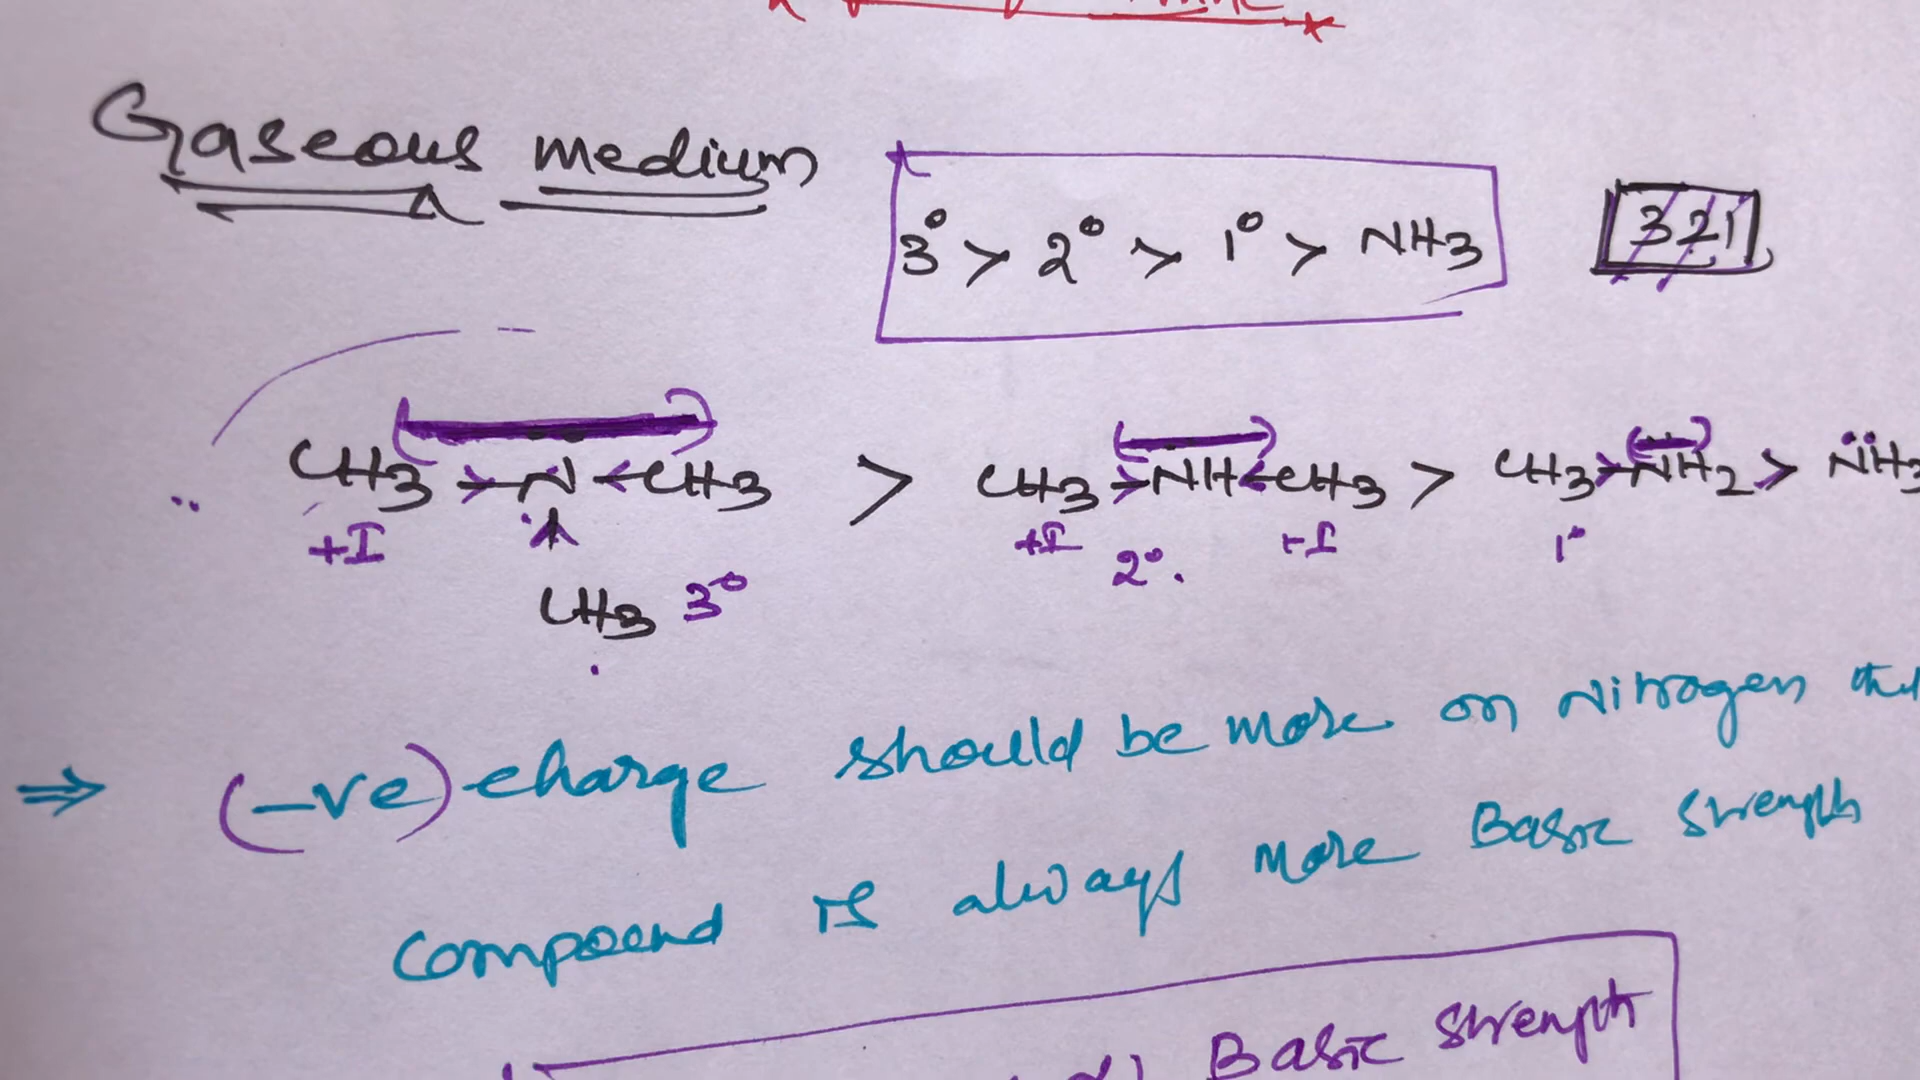 Gaseous medium
3° > 2° > 1° > NH3
321
CH3 → N ← CH3 > CH3 → NH ← CH3 > CH3 → NH2 > N̈H3
+I +I 2° +I 1°
CH3 3°
⇒ (-ve) charge should be more on Nitrogen
compound is always more Basic strength
Basic strength